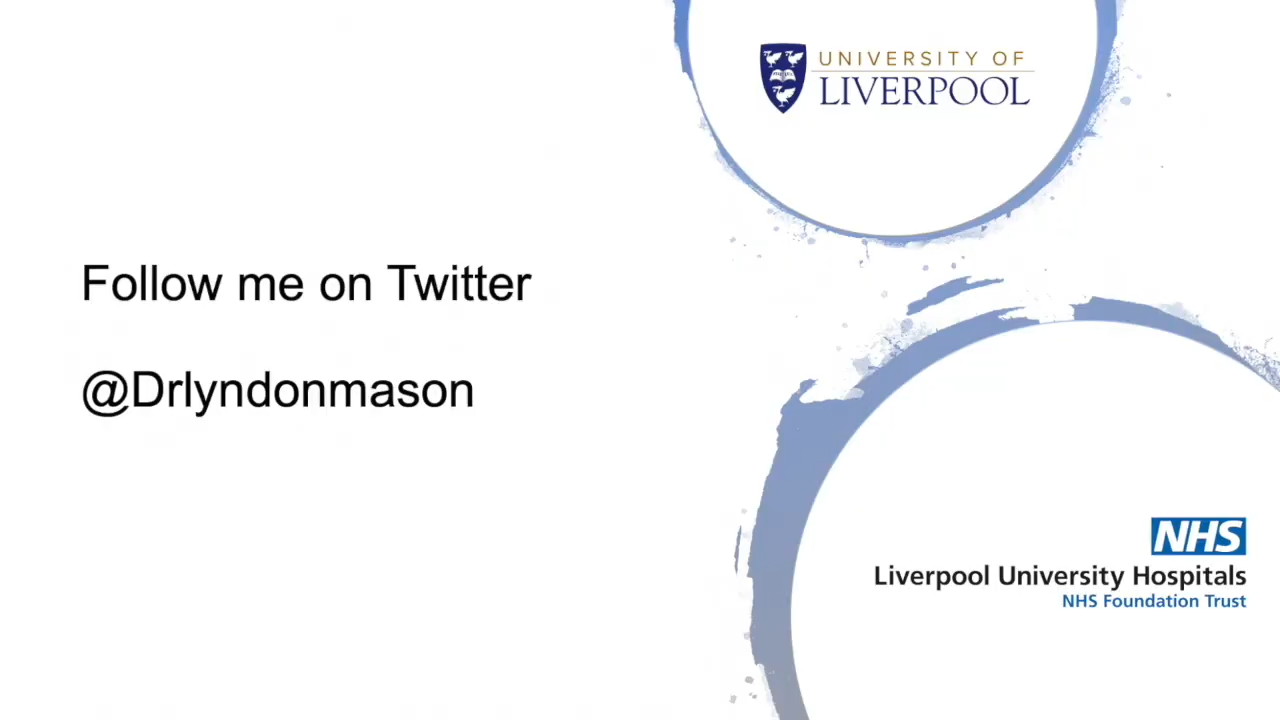 UNIVERSITY OF
LIVERPOOL
Follow me on Twitter
@Drlyndonmason
NHS
Liverpool University Hospitals
NHS Foundation Trust